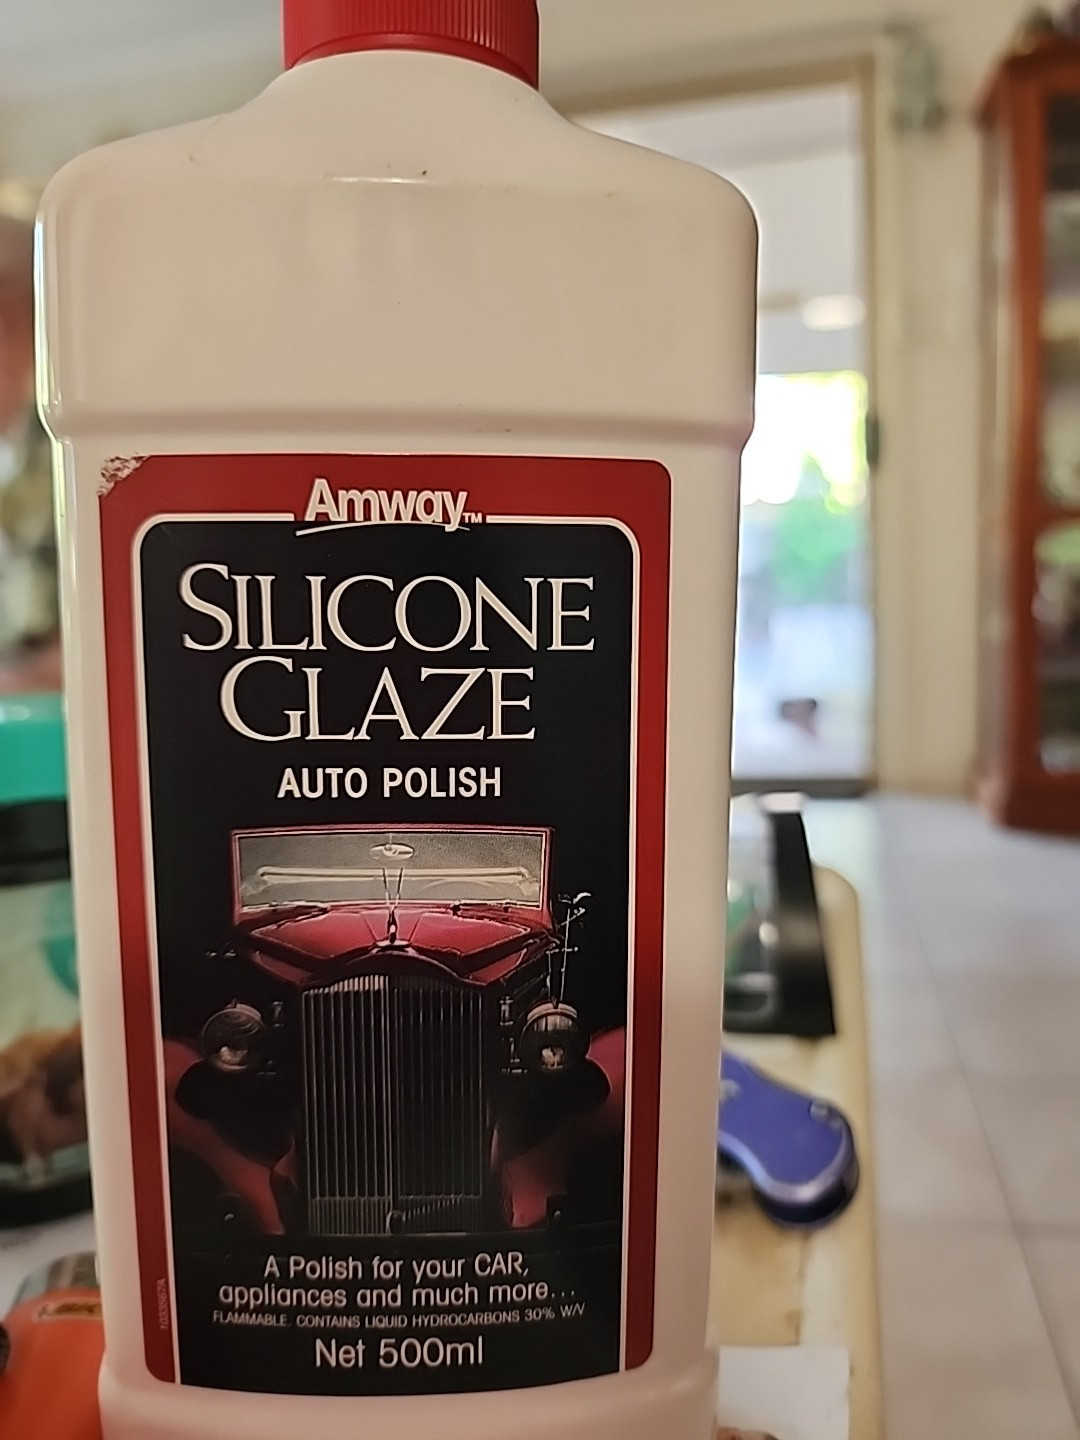 Amway™
SILICONE
GLAZE
AUTO POLISH
A Polish for your CAR,
appliances and much more...
FLAMMABLE. CONTAINS LIQUID HYDROCARBONS 30% W/V
Net 500ml
1033567A